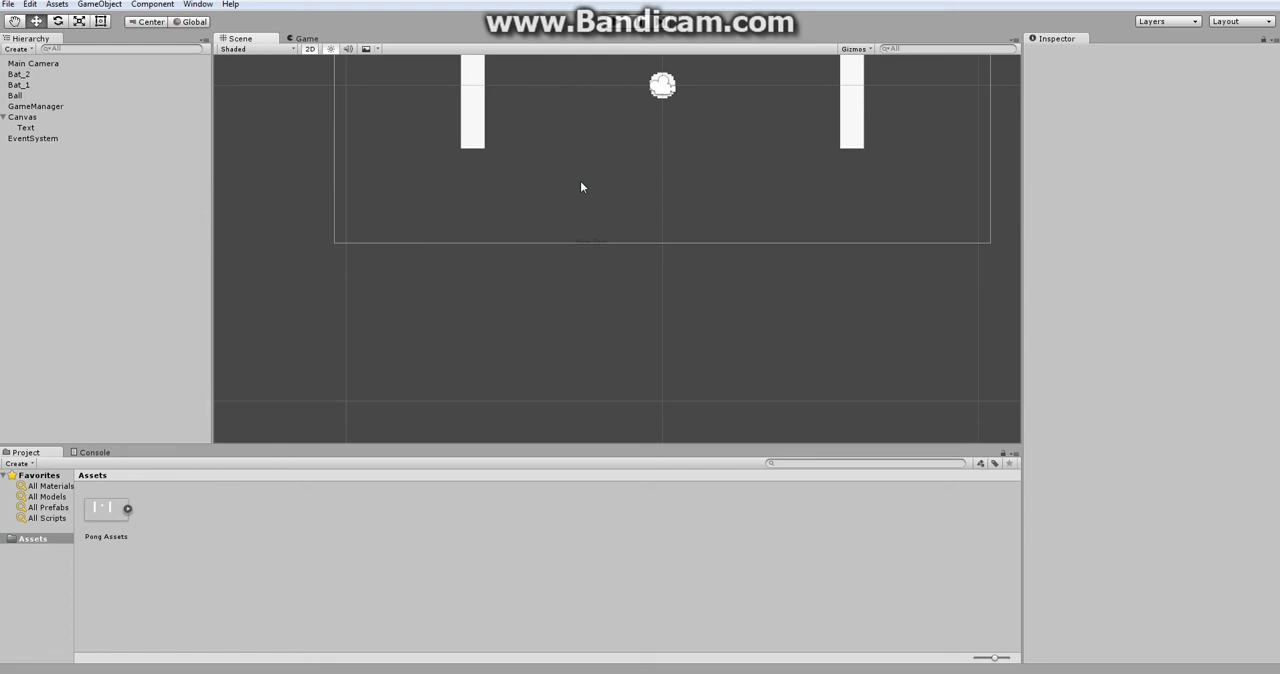 File Edit Assets GameObject Component Window Help
www.Bandicam.com
Center Global Layers Layout
Hierarchy Scene Game Inspector
Create All Shaded 2D Gizmos All
Main Camera
Bat_2
Bat_1
Ball
GameManager
Canvas
Text
EventSystem
Project Console
Create
Favorites Assets
All Materials
All Models
All Prefabs
All Scripts
Assets
Pong Assets